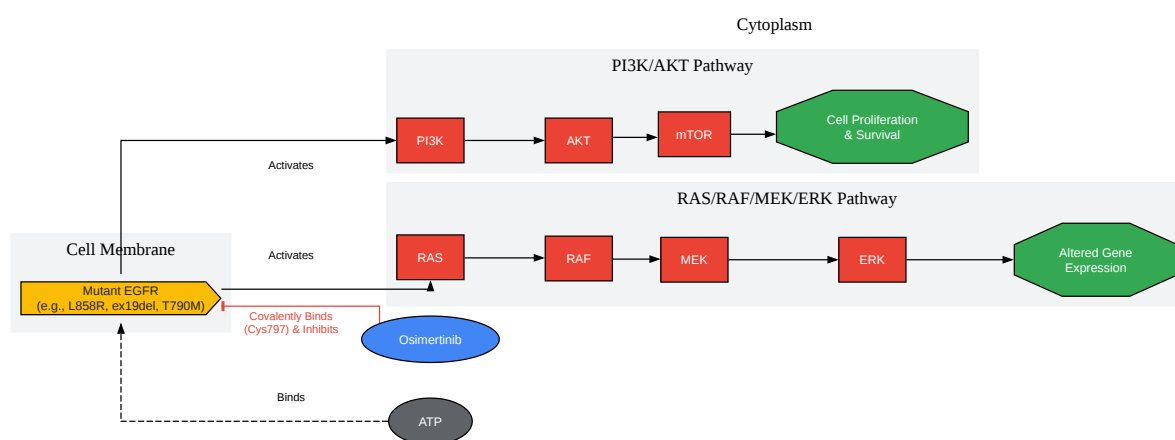 Cytoplasm
PI3K/AKT Pathway
Cell Proliferation
& Survival
PI3K
AKT
mTOR
Activates
RAS/RAF/MEK/ERK Pathway
Cell Membrane
Activates
RAS
RAF
MEK
ERK
Altered Gene
Expression
Mutant EGFR
(e.g., L858R, ex19del, T790M)
Covalently Binds
(Cys797) & Inhibits
Osimertinib
Binds
ATP